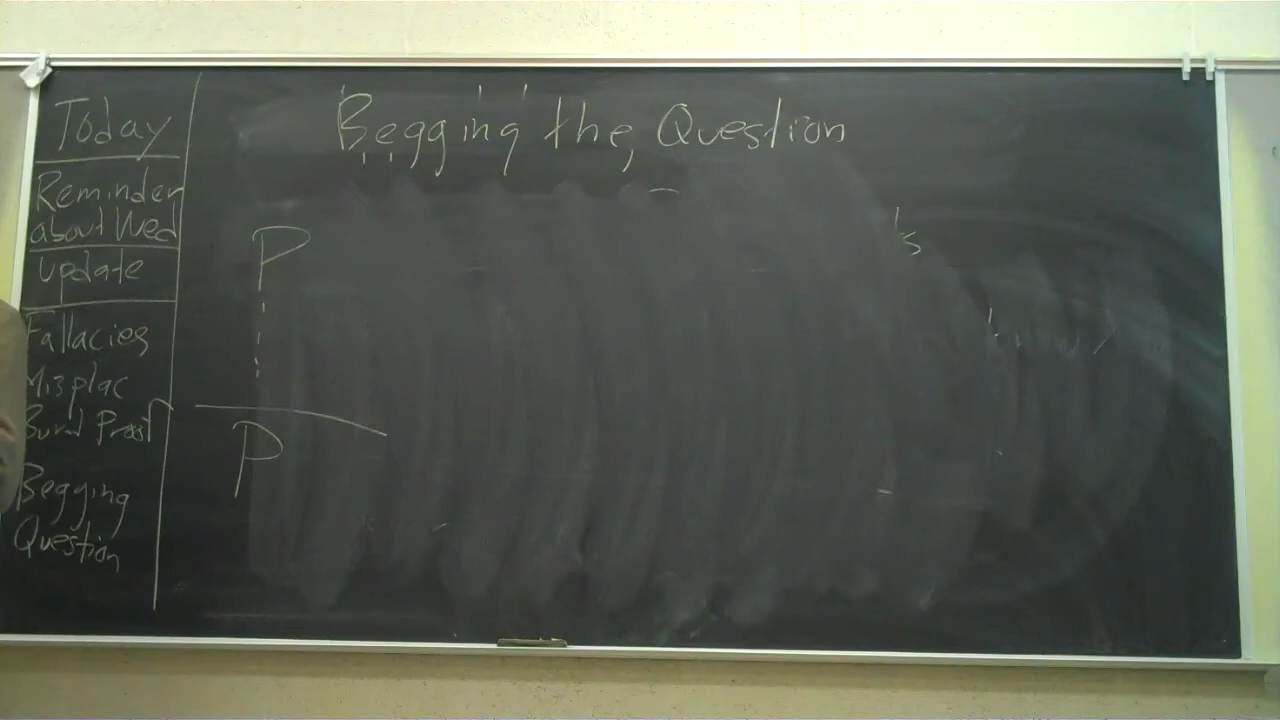 Today
Reminder
about Wed
update
Fallacies
Misplac
Burd Proof
Begging
Question
Begging the Question
P
P